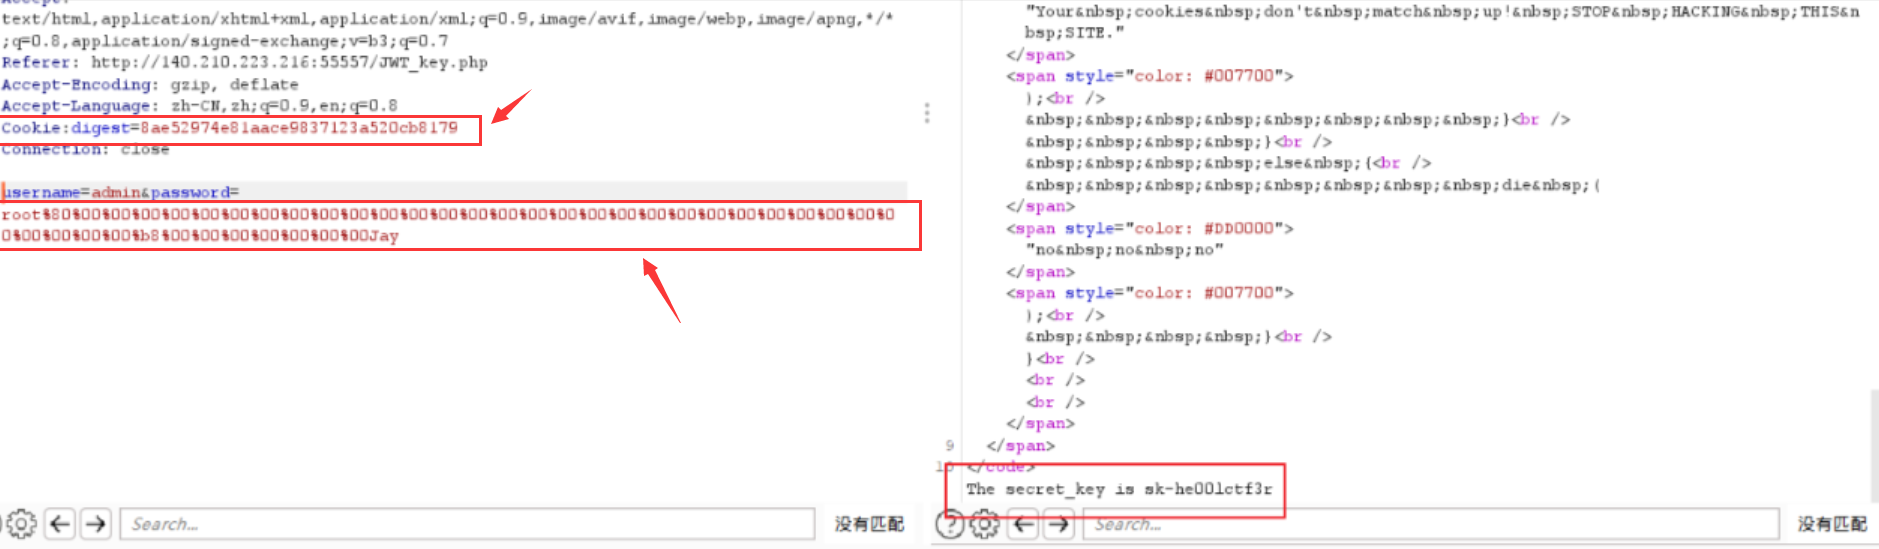 Accept:
text/html,application/xhtml+xml,application/xml;q=0.9,image/avif,image/webp,image/apng,*/*
;q=0.8,application/signed-exchange;v=b3;q=0.7
Referer: http://140.210.223.216:55557/JWT_key.php
Accept-Encoding: gzip, deflate
Accept-Language: zh-CN,zh;q=0.9,en;q=0.8
Cookie:digest=8ae52974e81aace9837123a520cb8179
Connection: close
username=admin&password=
root%80%00%00%00%00%00%00%00%00%00%00%00%00%00%00%00%00%00%00%00%00%00%00%00%00%00%00%00%00%0
0%00%00%00%00%b8%00%00%00%00%00%00%00Jay
Search...
没有匹配
"Your&nbsp;cookies&nbsp;don't&nbsp;match&nbsp;up!&nbsp;STOP&nbsp;HACKING&nbsp;THIS&n
bsp;SITE."
</span>
<span style="color: #007700">
);<br />
&nbsp;&nbsp;&nbsp;&nbsp;&nbsp;&nbsp;&nbsp;&nbsp;}<br />
&nbsp;&nbsp;&nbsp;&nbsp;}<br />
&nbsp;&nbsp;&nbsp;&nbsp;else&nbsp;{<br />
&nbsp;&nbsp;&nbsp;&nbsp;&nbsp;&nbsp;&nbsp;&nbsp;die&nbsp;(
</span>
<span style="color: #DD0000">
"no&nbsp;no&nbsp;no"
</span>
<span style="color: #007700">
);<br />
&nbsp;&nbsp;&nbsp;&nbsp;}<br />
}<br />
<br />
<br />
</span>
9 </span>
10 </code>
The secret_key is sk-he00lctf3r
Search...
没有匹配